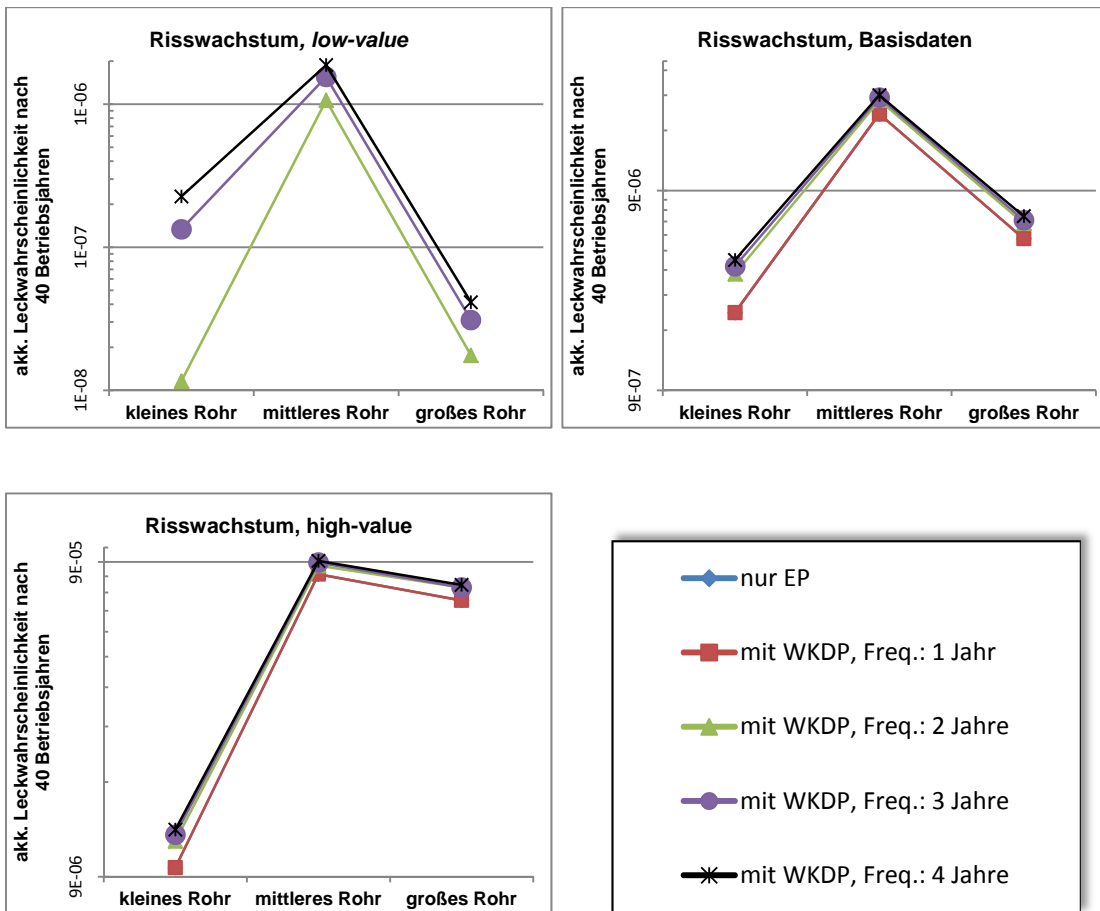 Risswachstum, low-value
akk. Leckwahrscheinlichkeit nach
40 Betriebsjahren
1E-06
1E-07
1E-08
kleines Rohr
mittleres Rohr
großes Rohr
Risswachstum, Basisdaten
akk. Leckwahrscheinlichkeit nach
40 Betriebsjahren
9E-06
9E-07
kleines Rohr
mittleres Rohr
großes Rohr
Risswachstum, high-value
akk. Leckwahrscheinlichkeit nach
40 Betriebsjahren
9E-05
9E-06
kleines Rohr
mittleres Rohr
großes Rohr
nur EP
mit WKDP, Freq.: 1 Jahr
mit WKDP, Freq.: 2 Jahre
mit WKDP, Freq.: 3 Jahre
mit WKDP, Freq.: 4 Jahre